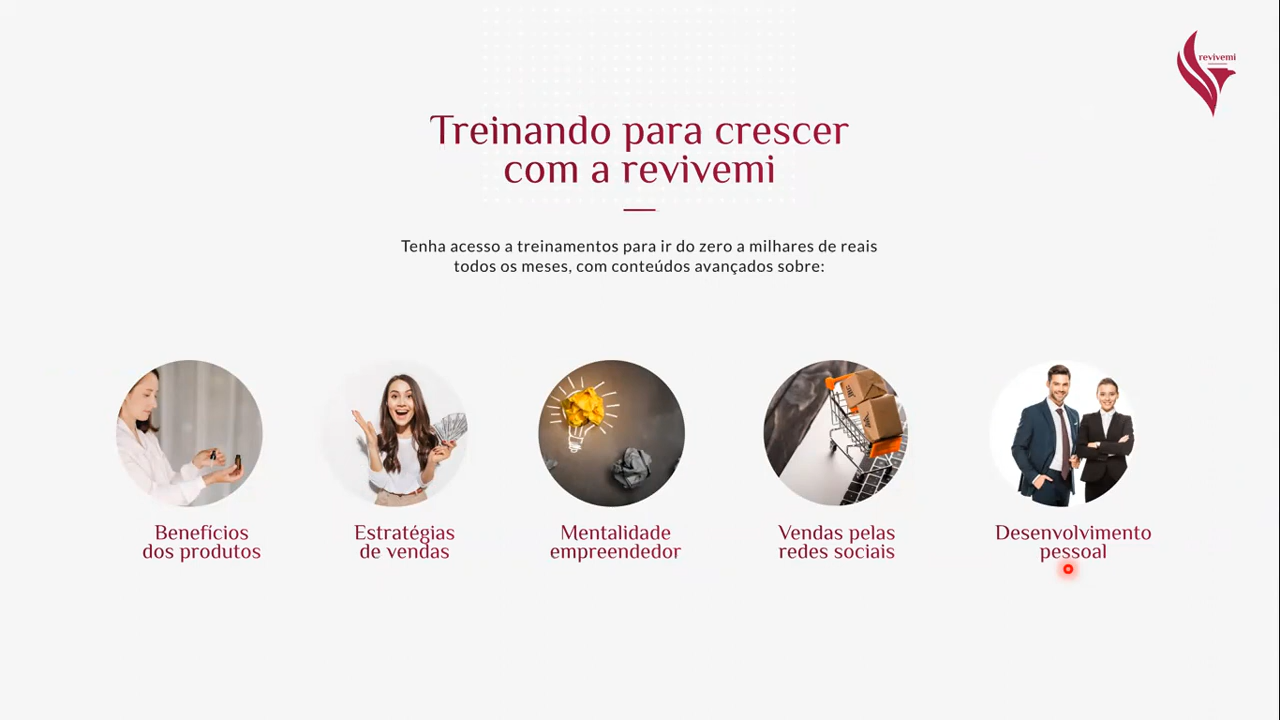 revivemi
Treinando para crescer
com a revivemi
Tenha acesso a treinamentos para ir do zero a milhares de reais
todos os meses, com conteúdos avançados sobre:
Benefícios
dos produtos
Estratégias
de vendas
Mentalidade
empreendedor
Vendas pelas
redes sociais
Desenvolvimento
pessoal